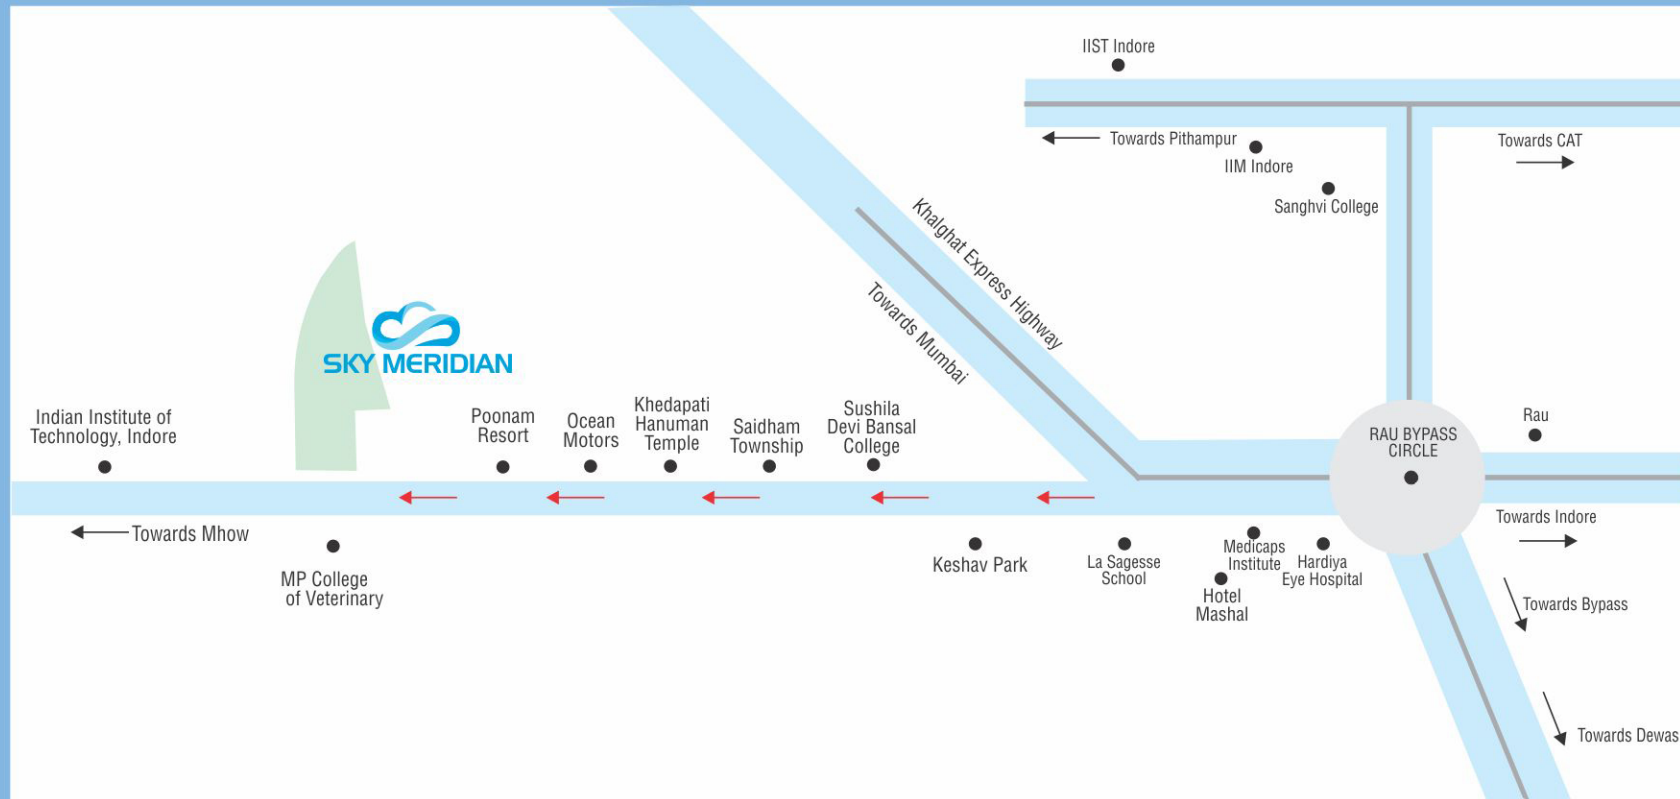 IIST Indore
Towards Pithampur
IIM Indore
Sanghvi College
Towards CAT
Khalghat Express Highway
Towards Mumbai
SKY MERIDIAN
Indian Institute of
Technology, Indore
Poonam
Resort
Ocean
Motors
Khedapati
Hanuman
Temple
Saidham
Township
Sushila
Devi Bansal
College
RAU BYPASS
CIRCLE
Rau
Towards Mhow
MP College
of Veterinary
Keshav Park
La Sagesse
School
Medicaps
Institute
Hotel
Mashal
Hardiya
Eye Hospital
Towards Indore
Towards Bypass
Towards Dewas